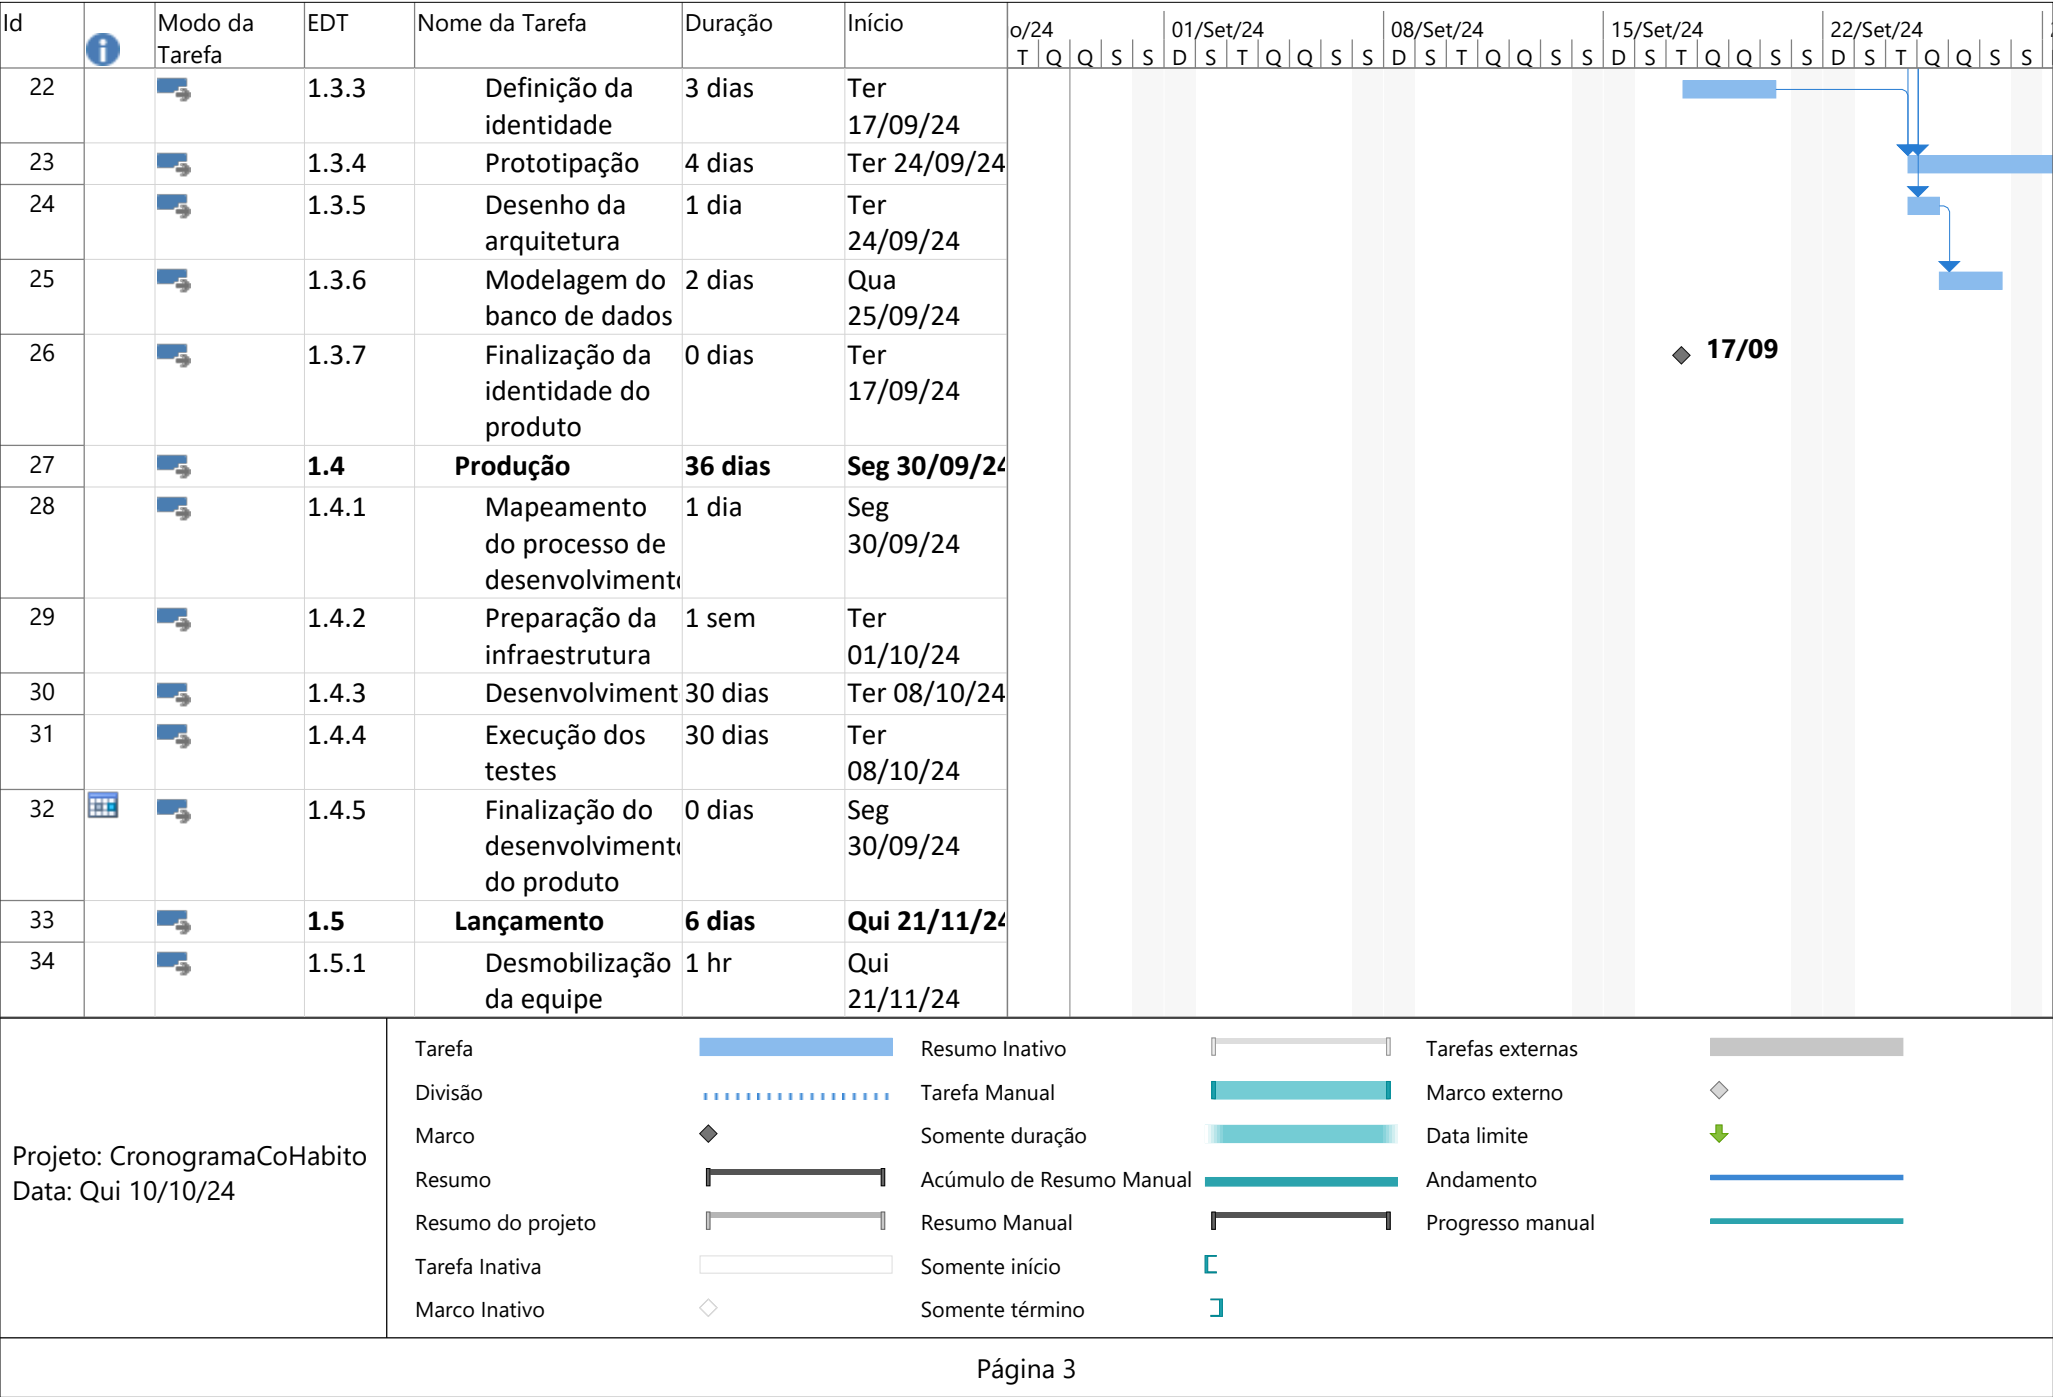 Id Modo da Tarefa EDT Nome da Tarefa Duração Início
o/24 01/Set/24 08/Set/24 15/Set/24 22/Set/24
T Q Q S S D S T Q Q S S D S T Q Q S S D S T Q Q S S D S T Q Q S S
22 1.3.3 Definição da identidade 3 dias Ter 17/09/24
23 1.3.4 Prototipação 4 dias Ter 24/09/24
24 1.3.5 Desenho da arquitetura 1 dia Ter 24/09/24
25 1.3.6 Modelagem do banco de dados 2 dias Qua 25/09/24
26 1.3.7 Finalização da identidade do produto 0 dias Ter 17/09/24 17/09
27 1.4 Produção 36 dias Seg 30/09/24
28 1.4.1 Mapeamento do processo de desenvolviment 1 dia Seg 30/09/24
29 1.4.2 Preparação da infraestrutura 1 sem Ter 01/10/24
30 1.4.3 Desenvolviment 30 dias Ter 08/10/24
31 1.4.4 Execução dos testes 30 dias Ter 08/10/24
32 1.4.5 Finalização do desenvolviment do produto 0 dias Seg 30/09/24
33 1.5 Lançamento 6 dias Qui 21/11/24
34 1.5.1 Desmobilização da equipe 1 hr Qui 21/11/24
Projeto: CronogramaCoHabito
Data: Qui 10/10/24
Tarefa
Divisão
Marco
Resumo
Resumo do projeto
Tarefa Inativa
Marco Inativo
Resumo Inativo
Tarefa Manual
Somente duração
Acúmulo de Resumo Manual
Resumo Manual
Somente início
Somente término
Tarefas externas
Marco externo
Data limite
Andamento
Progresso manual
Página 3